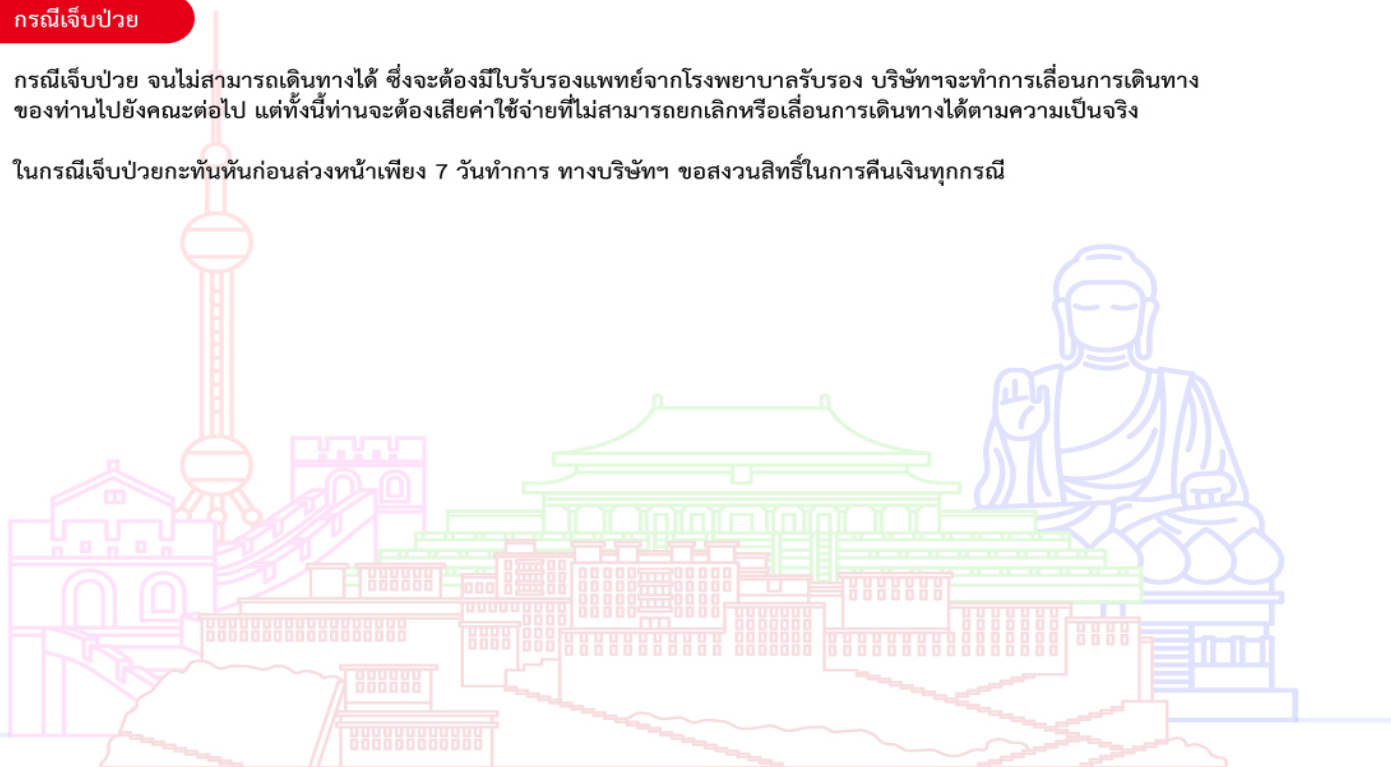 กรณีเจ็บป่วย
กรณีเจ็บป่วย จนไม่สามารถเดินทางได้ ซึ่งจะต้องมีใบรับรองแพทย์จากโรงพยาบาลรับรอง บริษัทฯจะทำการเลื่อนการเดินทาง
ของท่านไปยังคณะต่อไป แต่ทั้งนี้ท่านจะต้องเสียค่าใช้จ่ายที่ไม่สามารถยกเลิกหรือเลื่อนการเดินทางได้ตามความเป็นจริง
ในกรณีเจ็บป่วยกะทันหันก่อนล่วงหน้าเพียง 7 วันทำการ ทางบริษัทฯ ขอสงวนสิทธิ์ในการคืนเงินทุกกรณี